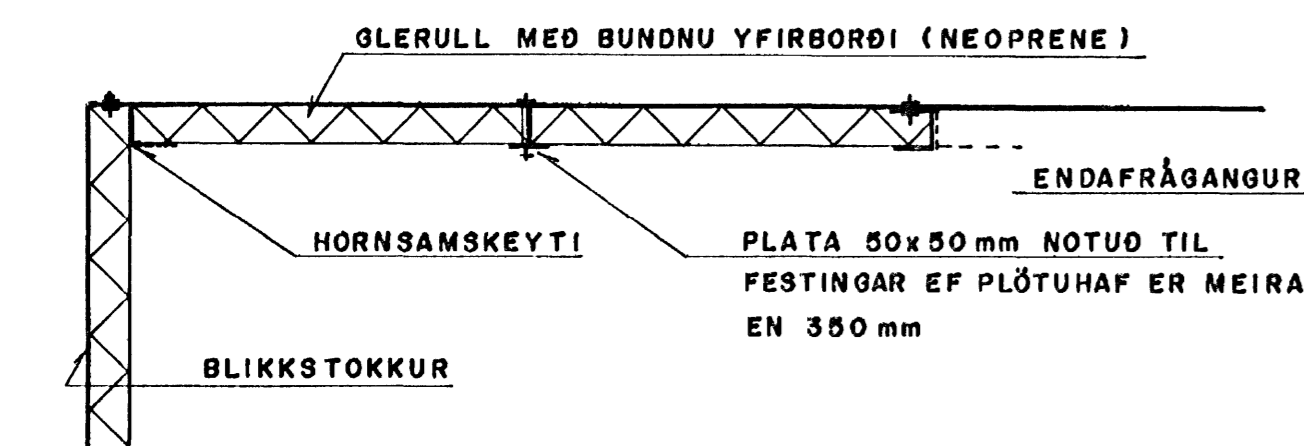 GLERULL MEÐ BUNDNU YFIRBORÐI (NEOPRENE)
ENDAFRÅGANGUR
HORNSAMSKEYTI
PLATA 50x50 mm NOTUÐ TIL
FESTINGAR EF PLÖTUHAF ER MEIRA
EN 350 mm
BLIKKSTOKKUR